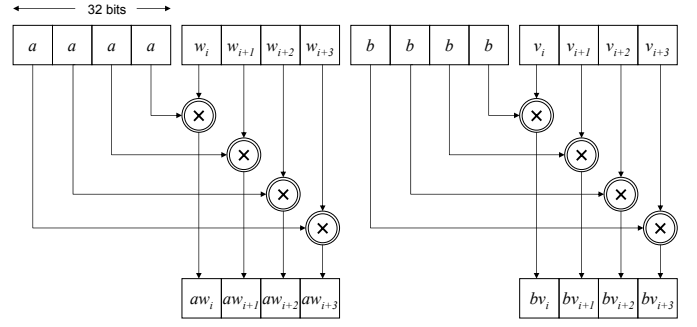 32 bits
a a a a w_i w_{i+1} w_{i+2} w_{i+3} b b b b v_i v_{i+1} v_{i+2} v_{i+3}
× ×
× ×
× ×
× ×
aw_i aw_{i+1} aw_{i+2} aw_{i+3} bv_i bv_{i+1} bv_{i+2} bv_{i+3}